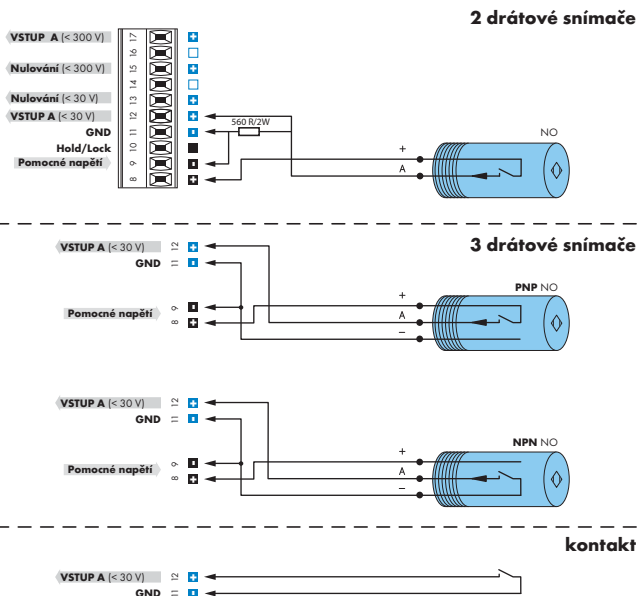 2 drátové snímače
VSTUP A (< 300 V) 17
16
Nulování (< 300 V) 15
14
Nulování (< 30 V) 13
VSTUP A (< 30 V) 12
GND 11
Hold/Lock 10
Pomocné napětí 9
8
560 R/2W
+
A
NO
3 drátové snímače
VSTUP A (< 30 V) 12
GND 11
Pomocné napětí 9
8
+
A
–
PNP NO
VSTUP A (< 30 V) 12
GND 11
Pomocné napětí 9
8
+
A
–
NPN NO
kontakt
VSTUP A (< 30 V) 12
GND 11